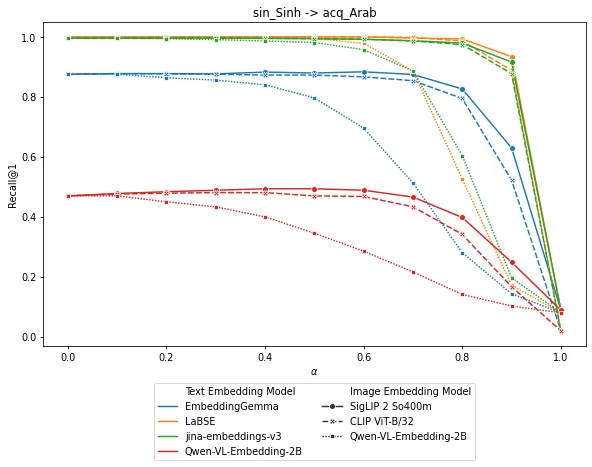 sin_Sinh -> acq_Arab
Recall@1
1.0
0.8
0.6
0.4
0.2
0.0
0.0 0.2 0.4 0.6 0.8 1.0
α
Text Embedding Model
EmbeddingGemma
LaBSE
jina-embeddings-v3
Qwen-VL-Embedding-2B
Image Embedding Model
SigLIP 2 So400m
CLIP ViT-B/32
Qwen-VL-Embedding-2B